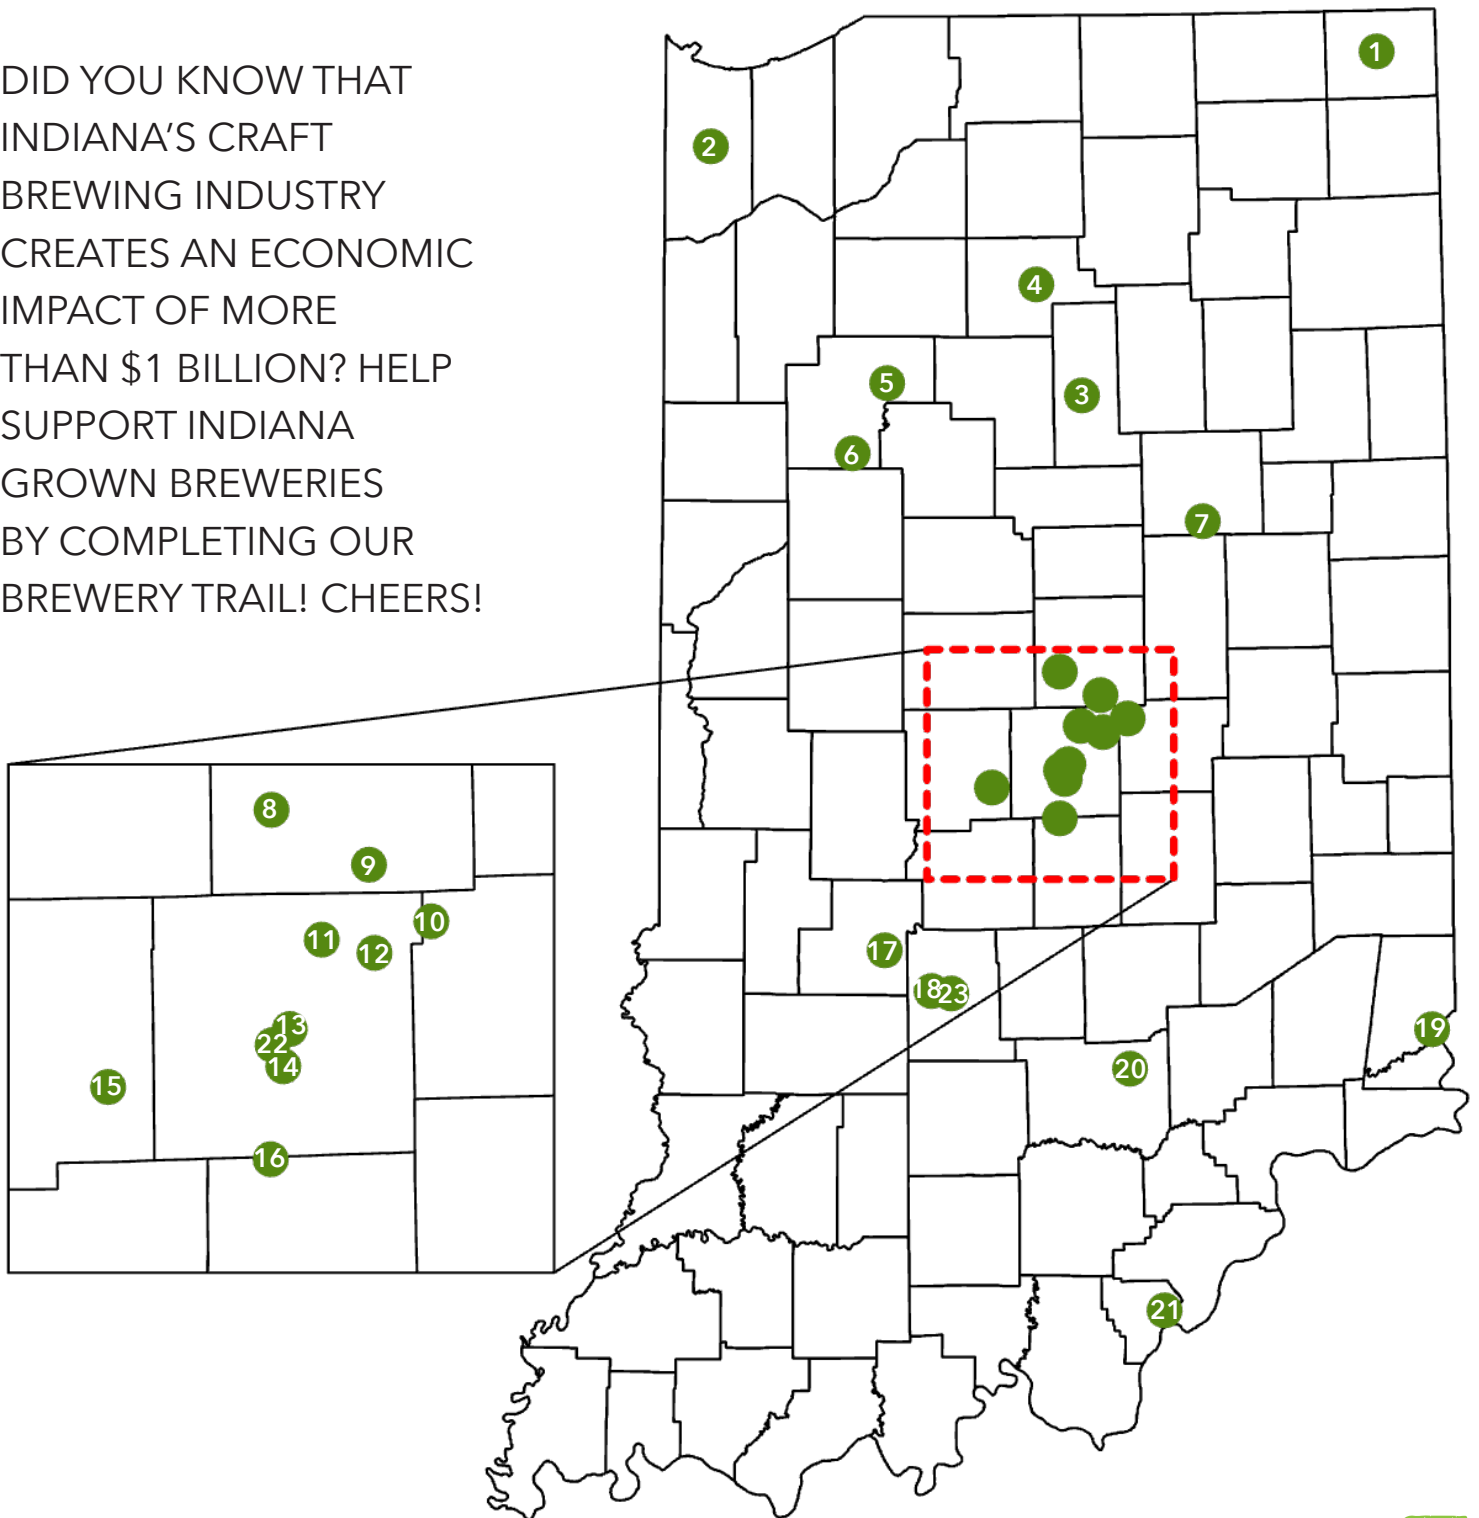 DID YOU KNOW THAT
INDIANA’S CRAFT
BREWING INDUSTRY
CREATES AN ECONOMIC
IMPACT OF MORE
THAN $1 BILLION? HELP
SUPPORT INDIANA
GROWN BREWERIES
BY COMPLETING OUR
BREWERY TRAIL! CHEERS!
1
2
4
5
3
6
7
8
9
10
11
12
13
22
14
15
16
17
18
23
19
20
21